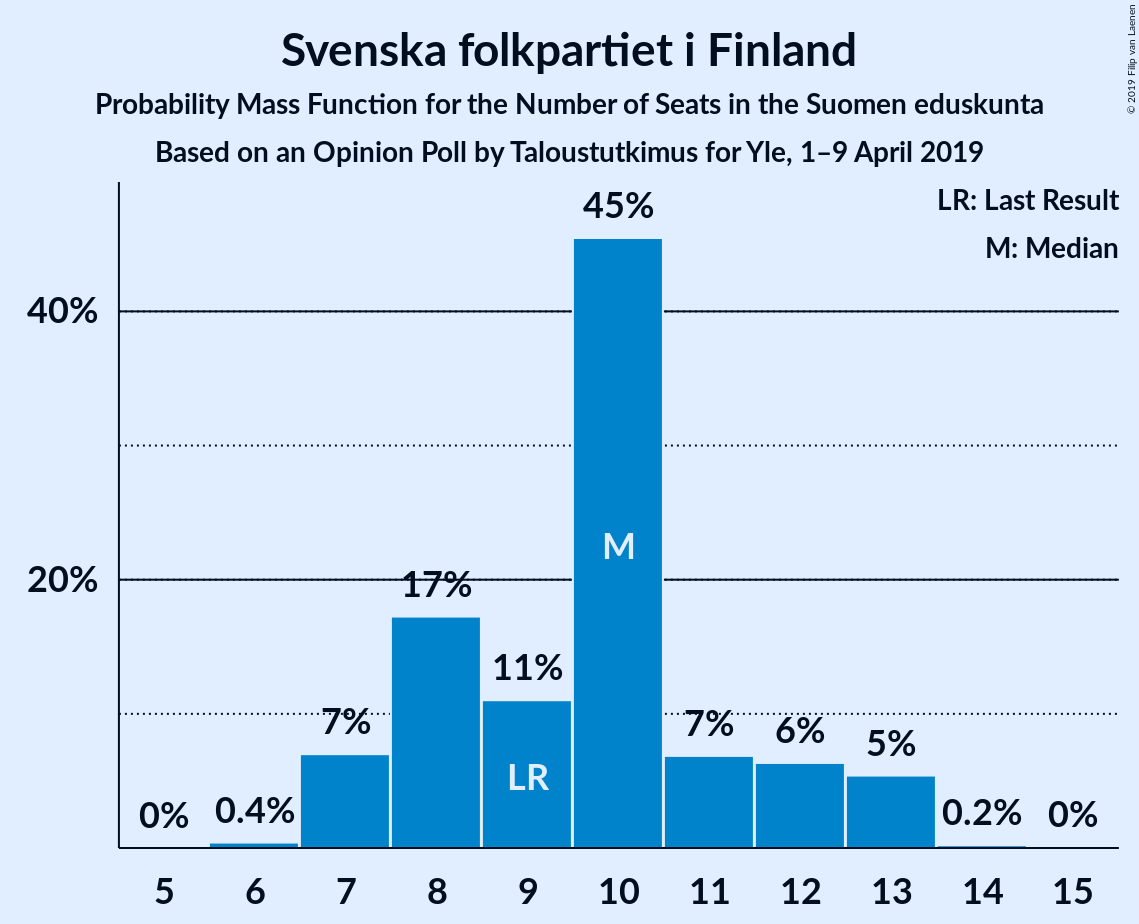 Svenska folkpartiet i Finland
Probability Mass Function for the Number of Seats in the Suomen eduskunta
Based on an Opinion Poll by Taloustutkimus for Yle, 1–9 April 2019
© 2019 Filip van Laenen
LR: Last Result
M: Median
45%
40%
M
20%
17%
11%
7%
7%
6%
5%
LR
0%
0.4%
0.2%
0%
5 6 7 8 9 10 11 12 13 14 15